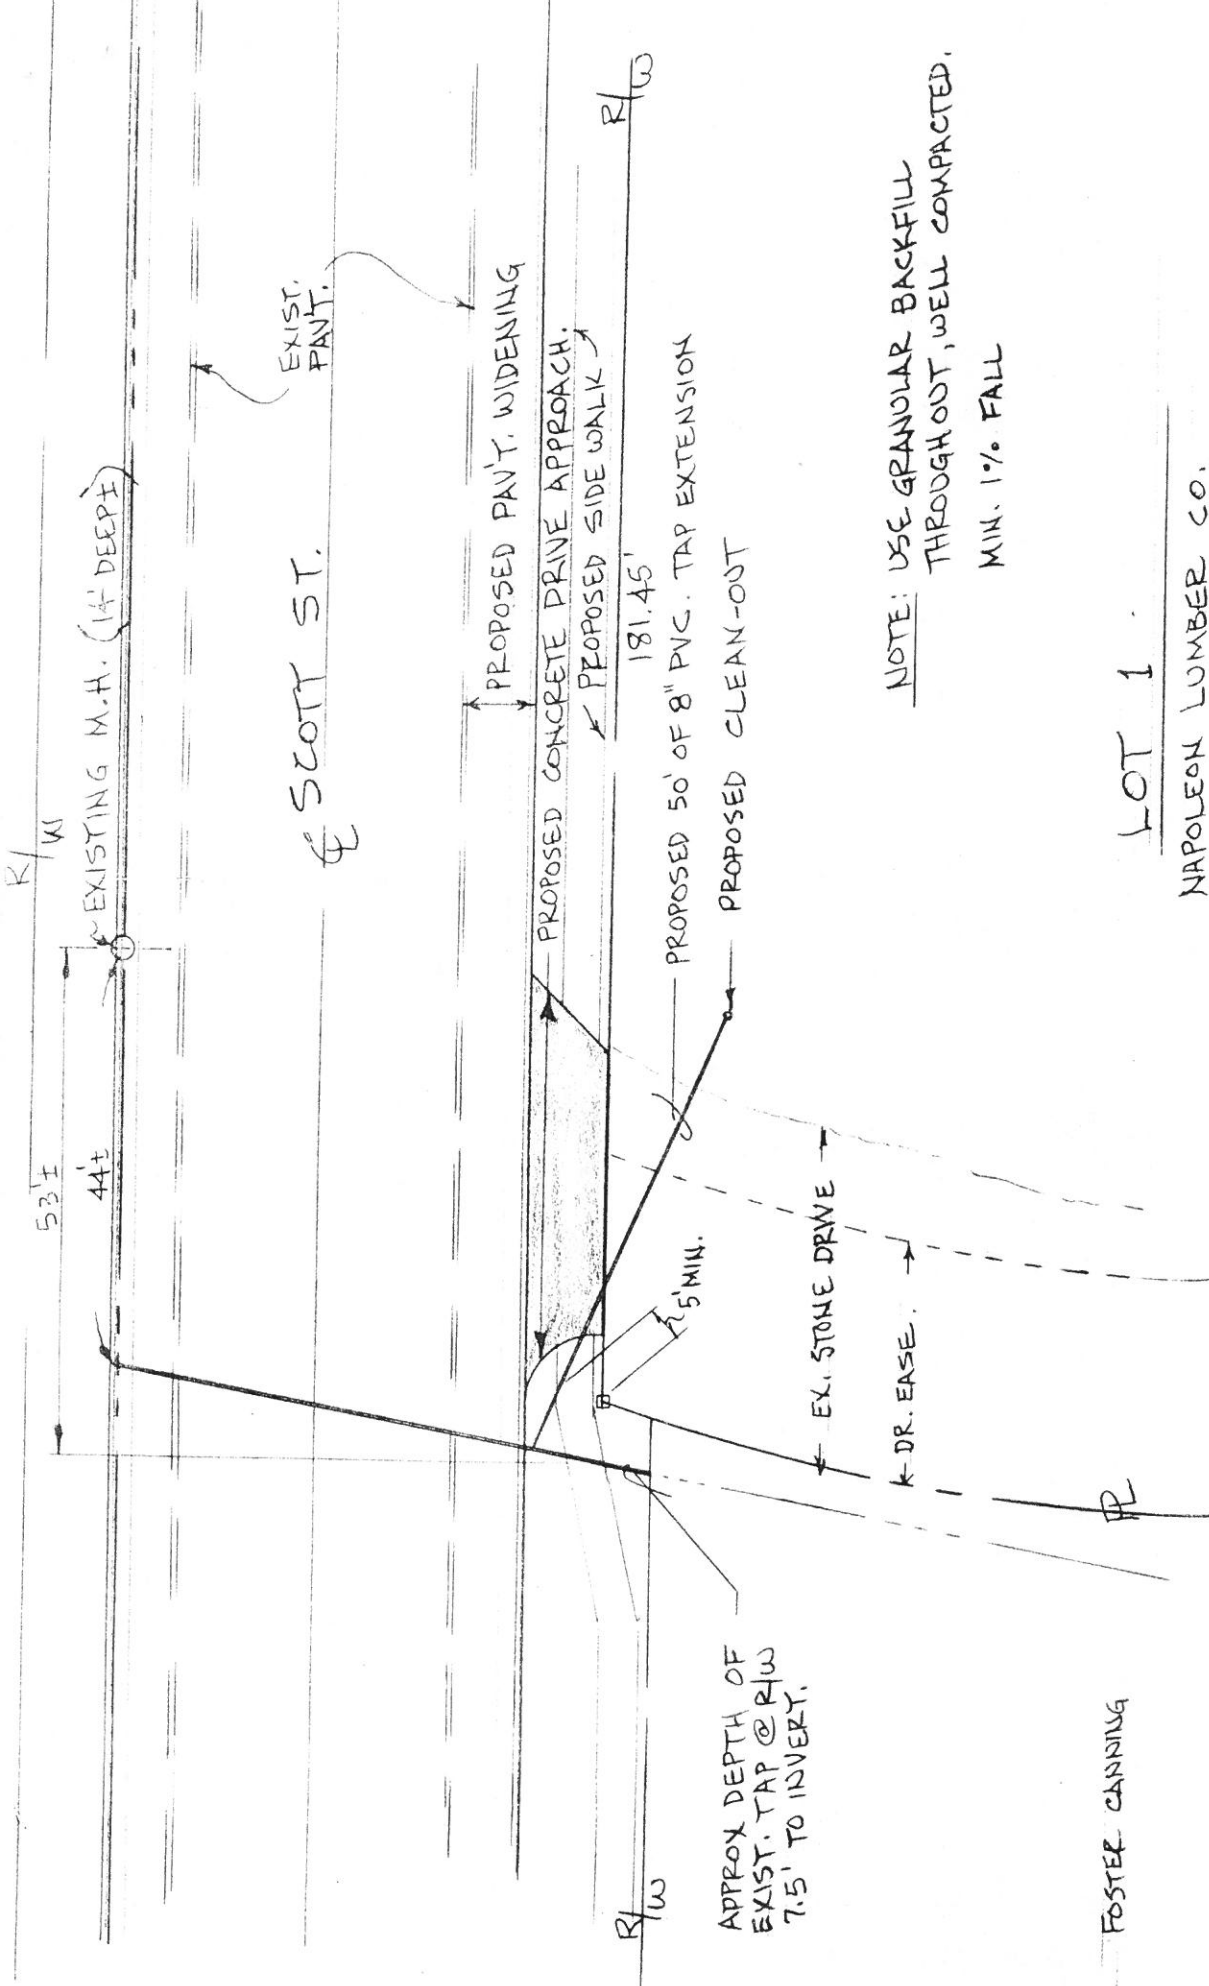 R/W
EXISTING M.H. (14' DEEP±)
53'±
44'±
EXIST.
PAV'T.
℄ SCOTT ST.
PROPOSED PAV'T. WIDENING
PROPOSED CONCRETE DRIVE APPROACH.
PROPOSED SIDE WALK
R/W
181.45'
PROPOSED 50' OF 8" PVC. TAP EXTENSION
PROPOSED CLEAN-OUT
5' MIN.
R/W
APPROX DEPTH OF
EXIST. TAP @ R/W
7.5' TO INVERT.
EX. STONE DRIVE
DR. EASE.
NOTE: USE GRANULAR BACKFILL
THROUGHOUT, WELL COMPACTED.
MIN. 1% FALL
PL
FOSTER CANNING
LOT 1
NAPOLEON LUMBER CO.